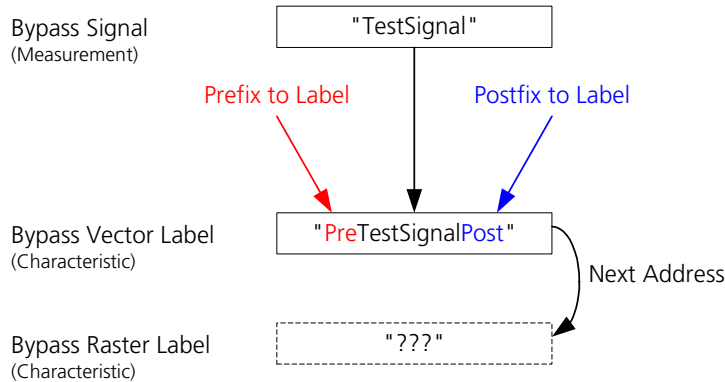 Bypass Signal
(Measurement)
"TestSignal"
Prefix to Label
Postfix to Label
Bypass Vector Label
(Characteristic)
"PreTestSignalPost"
Next Address
Bypass Raster Label
(Characteristic)
"???"